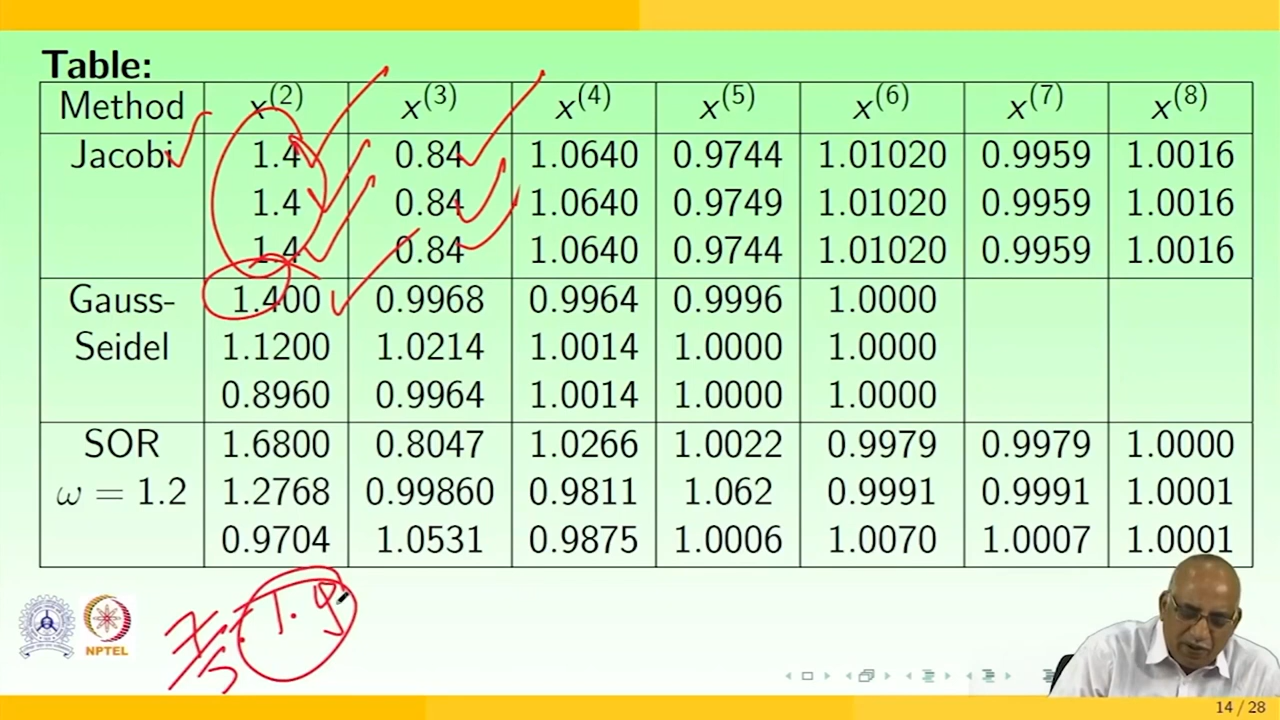 Table:
Method x^(2) x^(3) x^(4) x^(5) x^(6) x^(7) x^(8)
Jacobi 1.4 0.84 1.0640 0.9744 1.01020 0.9959 1.0016
1.4 0.84 1.0640 0.9749 1.01020 0.9959 1.0016
1.4 0.84 1.0640 0.9744 1.01020 0.9959 1.0016
Gauss- 1.400 0.9968 0.9964 0.9996 1.0000
Seidel 1.1200 1.0214 1.0014 1.0000 1.0000
0.8960 0.9964 1.0014 1.0000 1.0000
SOR 1.6800 0.8047 1.0266 1.0022 0.9979 0.9979 1.0000
ω = 1.2 1.2768 0.99860 0.9811 1.062 0.9991 0.9991 1.0001
0.9704 1.0531 0.9875 1.0006 1.0070 1.0007 1.0001
NPTEL
14 / 28